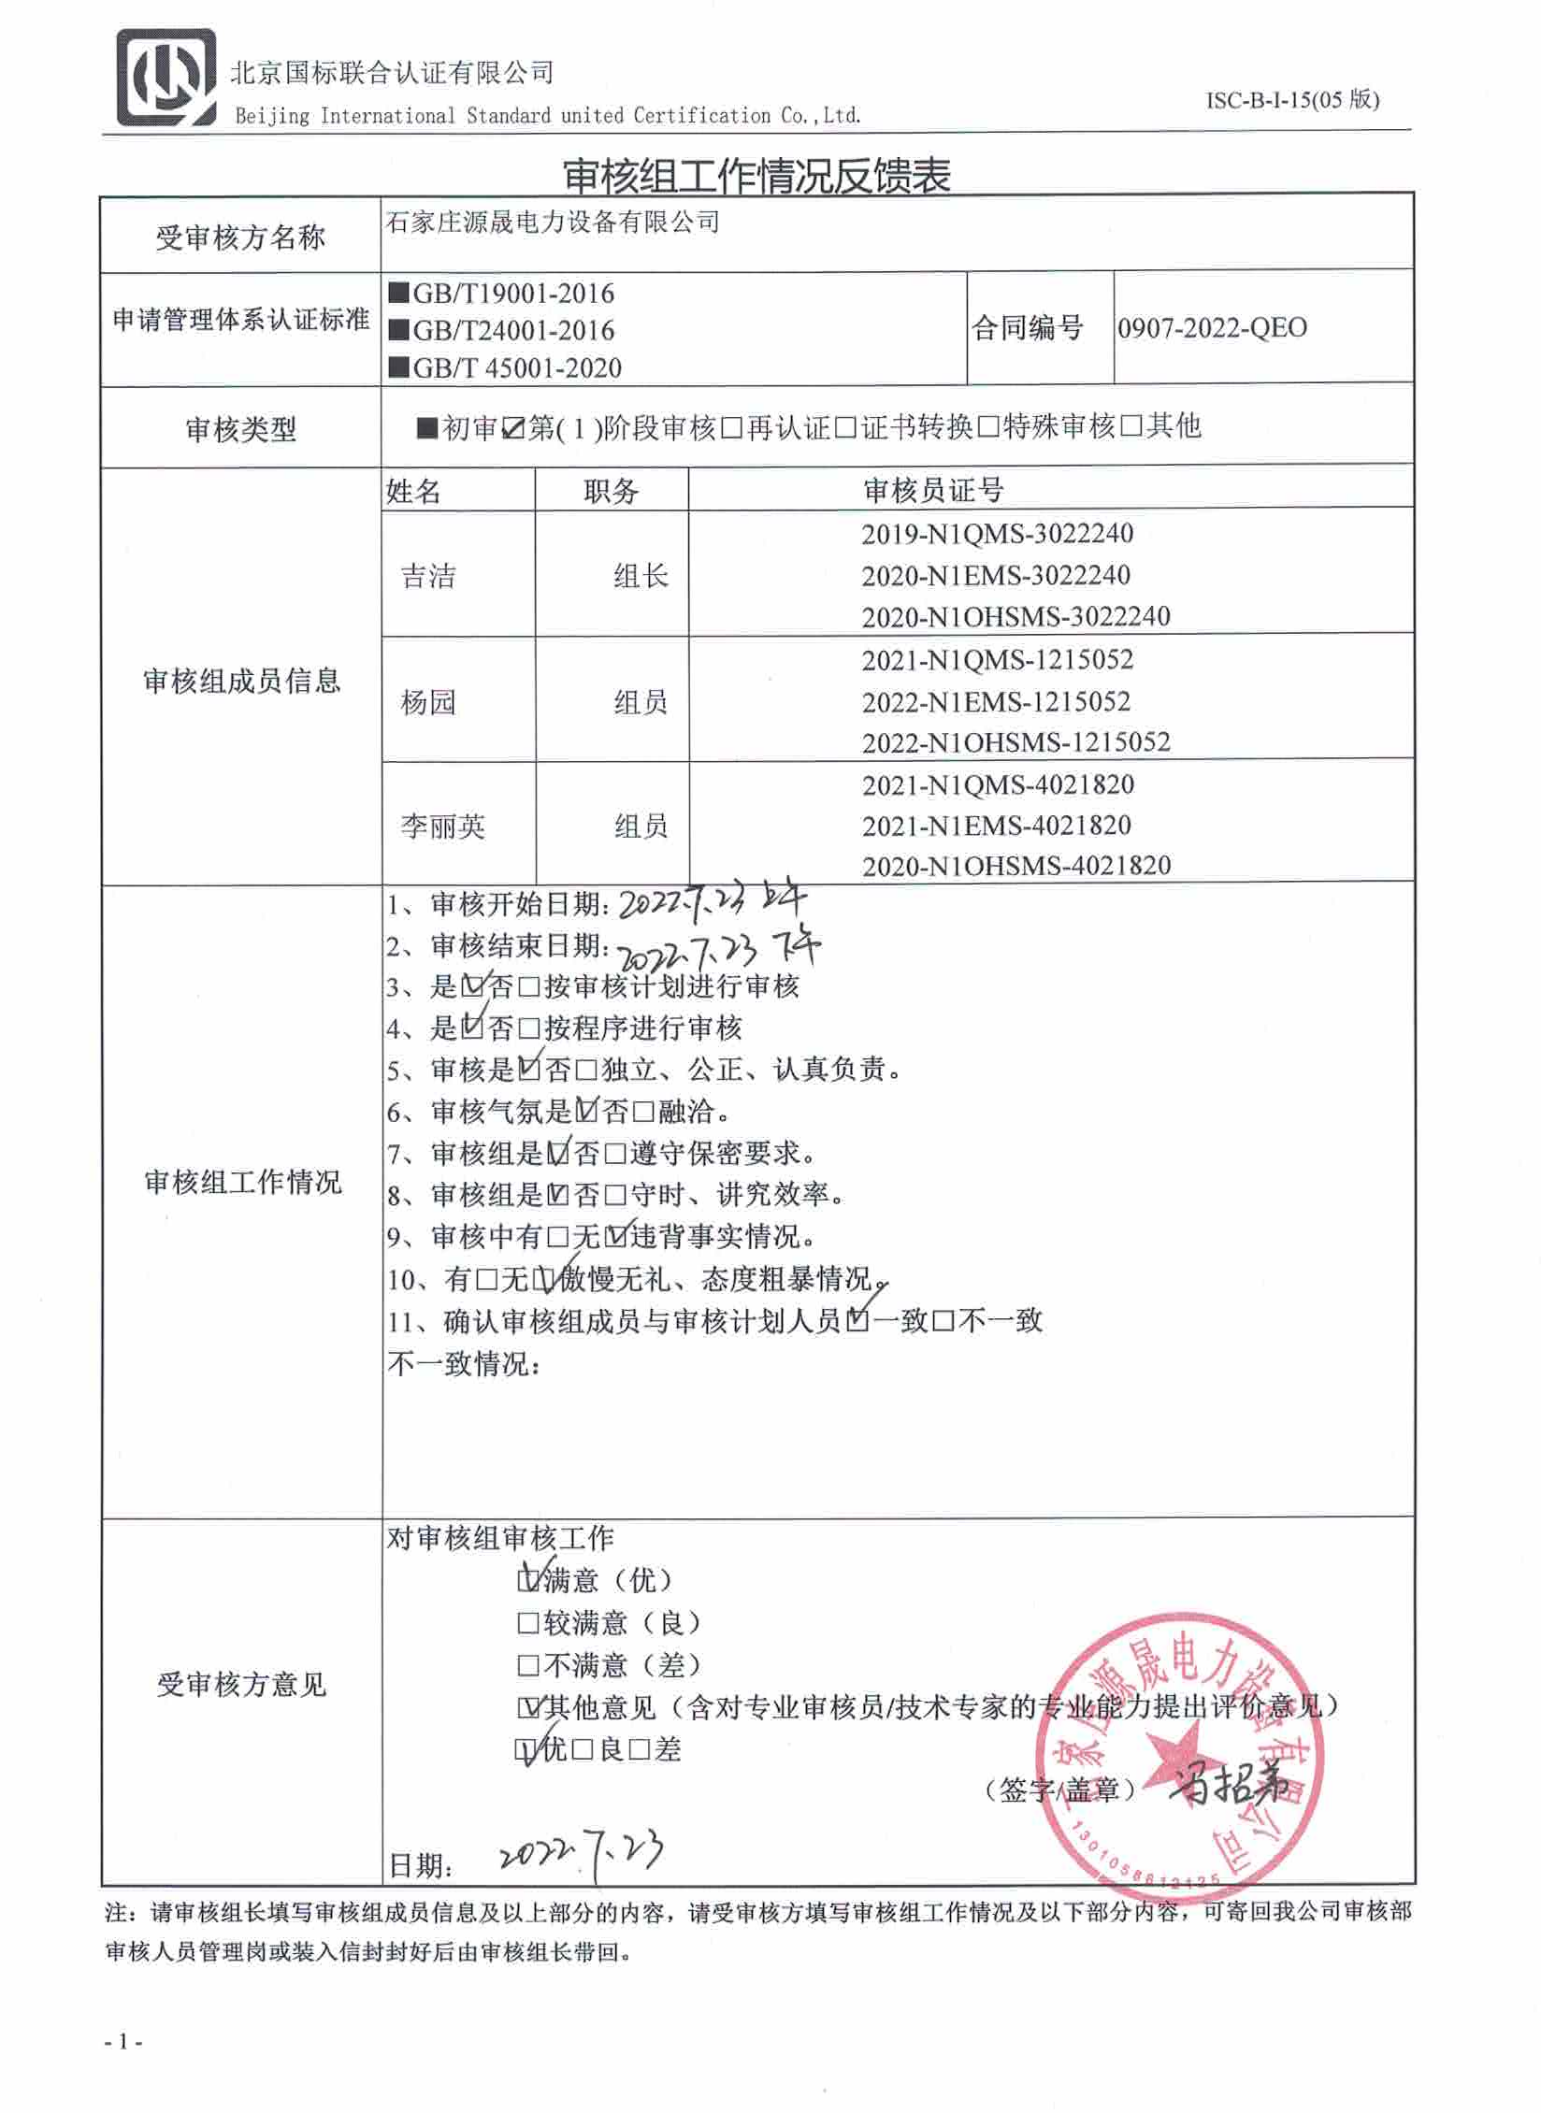 北京国标联合认证有限公司
Beijing International Standard united Certification Co.,Ltd.
ISC-B-I-15(05 版)
审核组工作情况反馈表
受审核方名称 石家庄源晟电力设备有限公司
申请管理体系认证标准
■GB/T19001-2016
■GB/T24001-2016
■GB/T 45001-2020
合同编号 0907-2022-QEO
审核类型 ■初审☑第( 1 )阶段审核□再认证□证书转换□特殊审核□其他
审核组成员信息
姓名 职务 审核员证号
吉洁 组长
2019-N1QMS-3022240
2020-N1EMS-3022240
2020-N1OHSMS-3022240
杨园 组员
2021-N1QMS-1215052
2022-N1EMS-1215052
2022-N1OHSMS-1215052
李丽英 组员
2021-N1QMS-4021820
2021-N1EMS-4021820
2020-N1OHSMS-4021820
审核组工作情况
1、审核开始日期: 2022.7.23 上午
2、审核结束日期: 2022.7.23 下午
3、是☑否□按审核计划进行审核
4、是☑否□按程序进行审核
5、审核是☑否□独立、公正、认真负责。
6、审核气氛是☑否□融洽。
7、审核组是☑否□遵守保密要求。
8、审核组是☑否□守时、讲究效率。
9、审核中有□无☑违背事实情况。
10、有□无☑傲慢无礼、态度粗暴情况。
11、确认审核组成员与审核计划人员☑一致□不一致
不一致情况:
受审核方意见
对审核组审核工作
☑满意（优）
□较满意（良）
□不满意（差）
☑其他意见（含对专业审核员/技术专家的专业能力提出评价意见）
☑优□良□差
（签字/盖章） 冯招弟
日期: 2022.7.23
石家庄源晟电力设备有限公司
1301058612125
注：请审核组长填写审核组成员信息及以上部分的内容，请受审核方填写审核组工作情况及以下部分内容，可寄回我公司审核部
审核人员管理岗或装入信封封好后由审核组长带回。
- 1 -